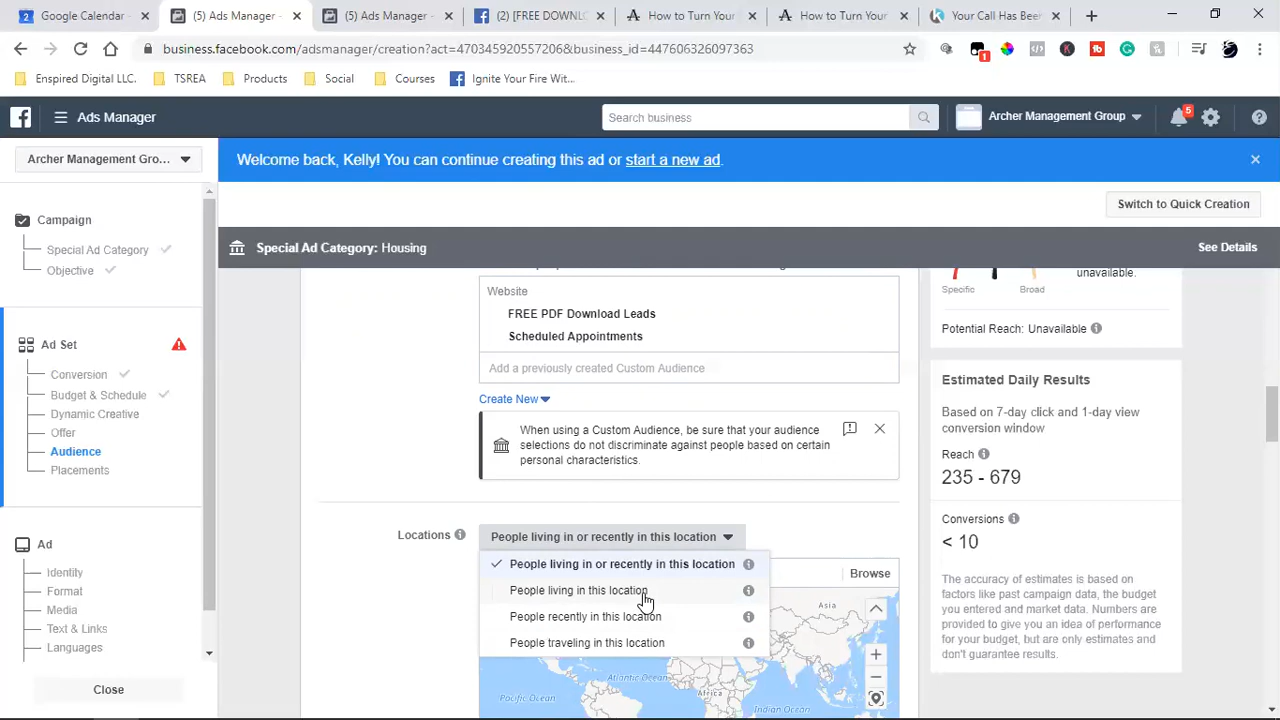 Google Calendar -
(5) Ads Manager
(5) Ads Manager -
(2) [FREE DOWNL
How to Turn Your
How to Turn Your
Your Call Has Been
business.facebook.com/adsmanager/creation?act=470345920557206&business_id=447606326097363
Enspired Digital LLC.
TSREA
Products
Social
Courses
Ignite Your Fire Wit...
Ads Manager
Search business
Archer Management Group
5
Archer Management Gro...
Welcome back, Kelly! You can continue creating this ad or start a new ad.
Switch to Quick Creation
Special Ad Category: Housing
See Details
Campaign
Special Ad Category
Objective
Ad Set
Conversion
Budget & Schedule
Dynamic Creative
Offer
Audience
Placements
Ad
Identity
Format
Media
Text & Links
Languages
Close
Website
FREE PDF Download Leads
Scheduled Appointments
Add a previously created Custom Audience
Create New
When using a Custom Audience, be sure that your audience
selections do not discriminate against people based on certain
personal characteristics.
Locations
People living in or recently in this location
People living in or recently in this location
People living in this location
People recently in this location
People traveling in this location
Browse
Asia
Atlantic Ocean
Africa
Pacific Ocean
Indian Ocean
Specific
Broad
unavailable.
Potential Reach: Unavailable
Estimated Daily Results
Based on 7-day click and 1-day view
conversion window
Reach
235 - 679
Conversions
< 10
The accuracy of estimates is based on
factors like past campaign data, the budget
you entered and market data. Numbers are
provided to give you an idea of performance
for your budget, but are only estimates and
don't guarantee results.